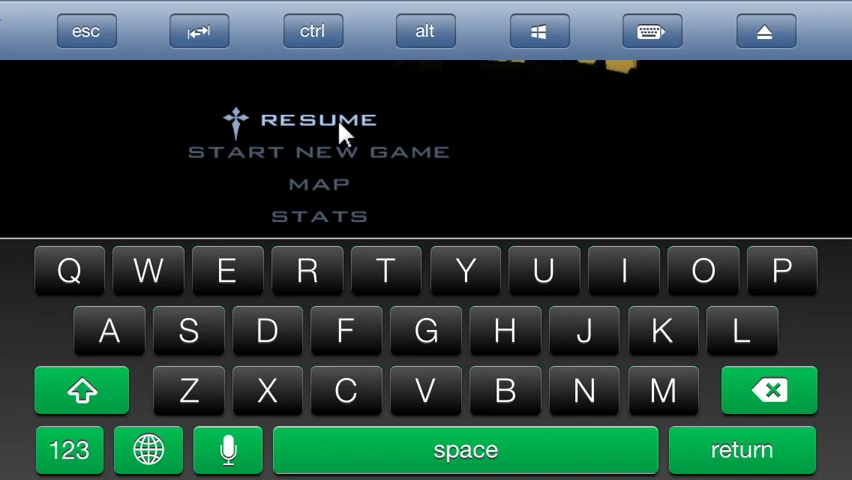 esc ctrl alt
RESUME
START NEW GAME
MAP
STATS
Q W E R T Y U I O P
A S D F G H J K L
Z X C V B N M
123 space return